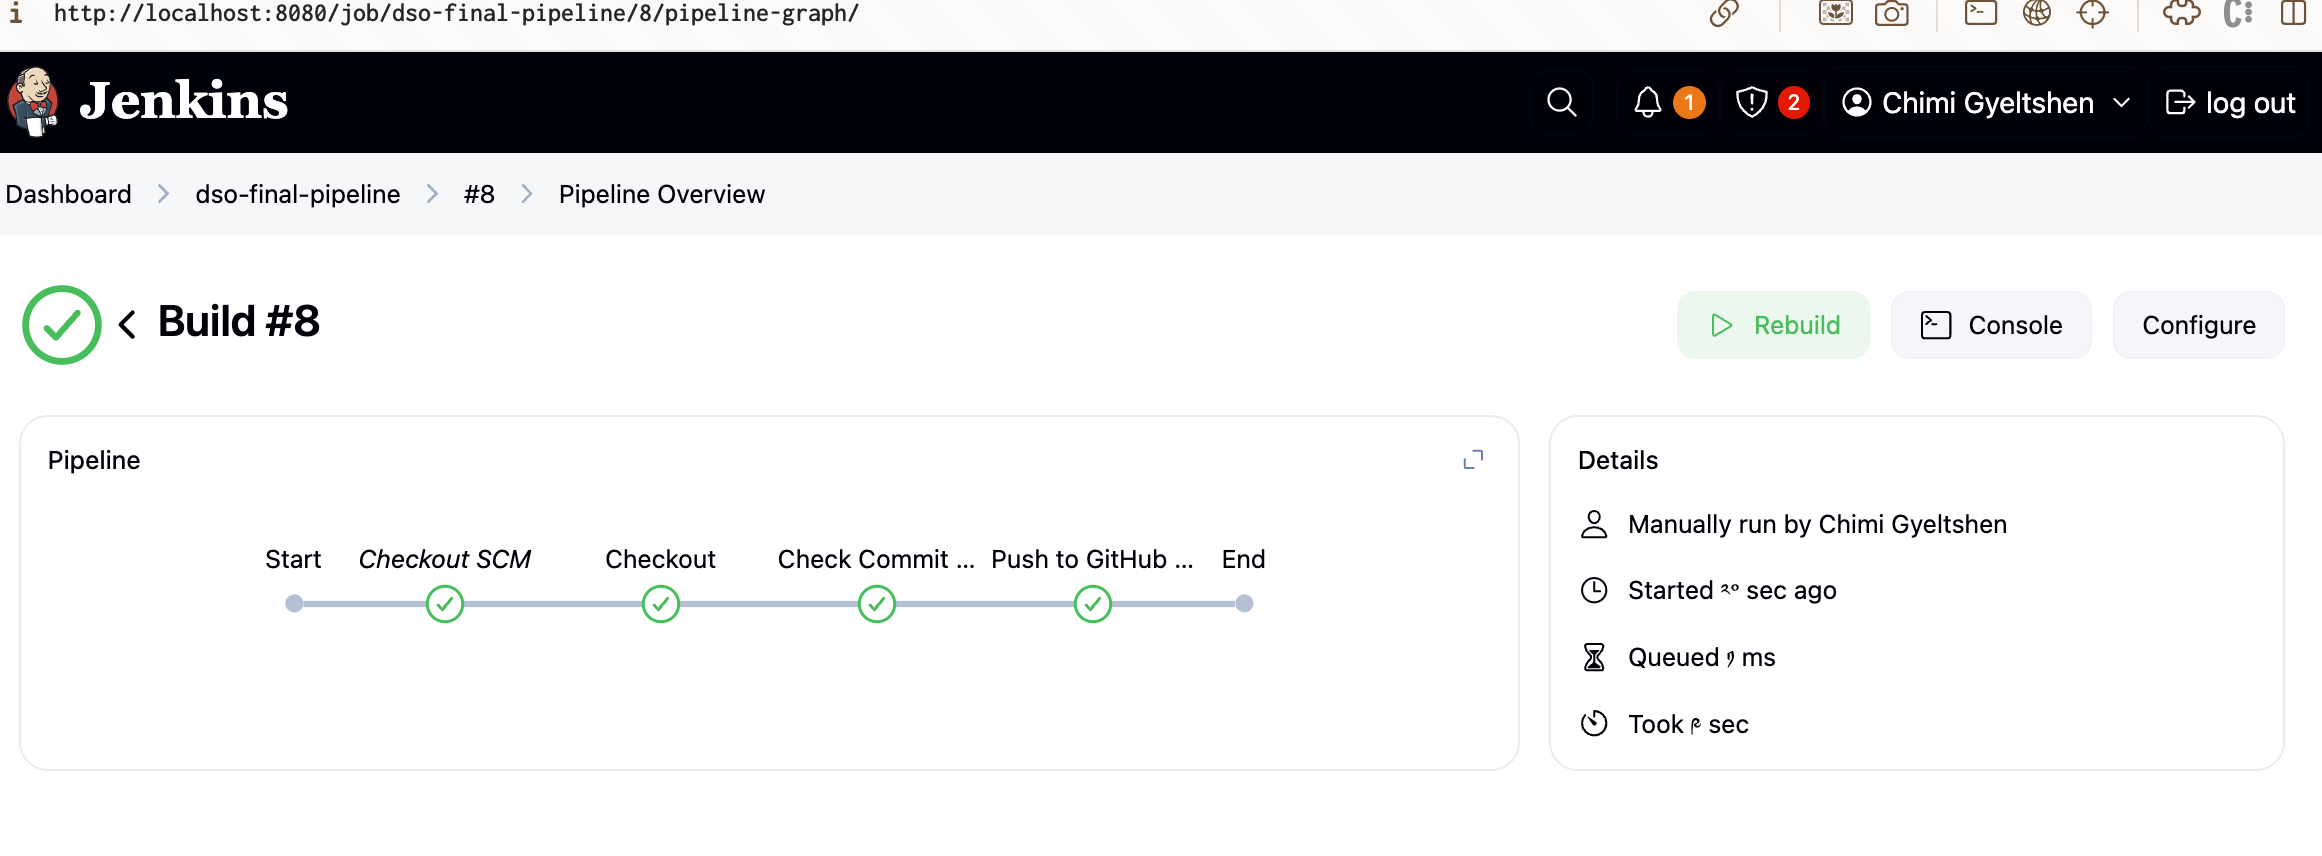 http://localhost:8080/job/dso-final-pipeline/8/pipeline-graph/
Jenkins
1
2
Chimi Gyeltshen
log out
Dashboard
dso-final-pipeline
#8
Pipeline Overview
Build #8
Rebuild
Console
Configure
Pipeline
Start
Checkout SCM
Checkout
Check Commit ...
Push to GitHub ...
End
Details
Manually run by Chimi Gyeltshen
Started ༢༠ sec ago
Queued ms
Took sec